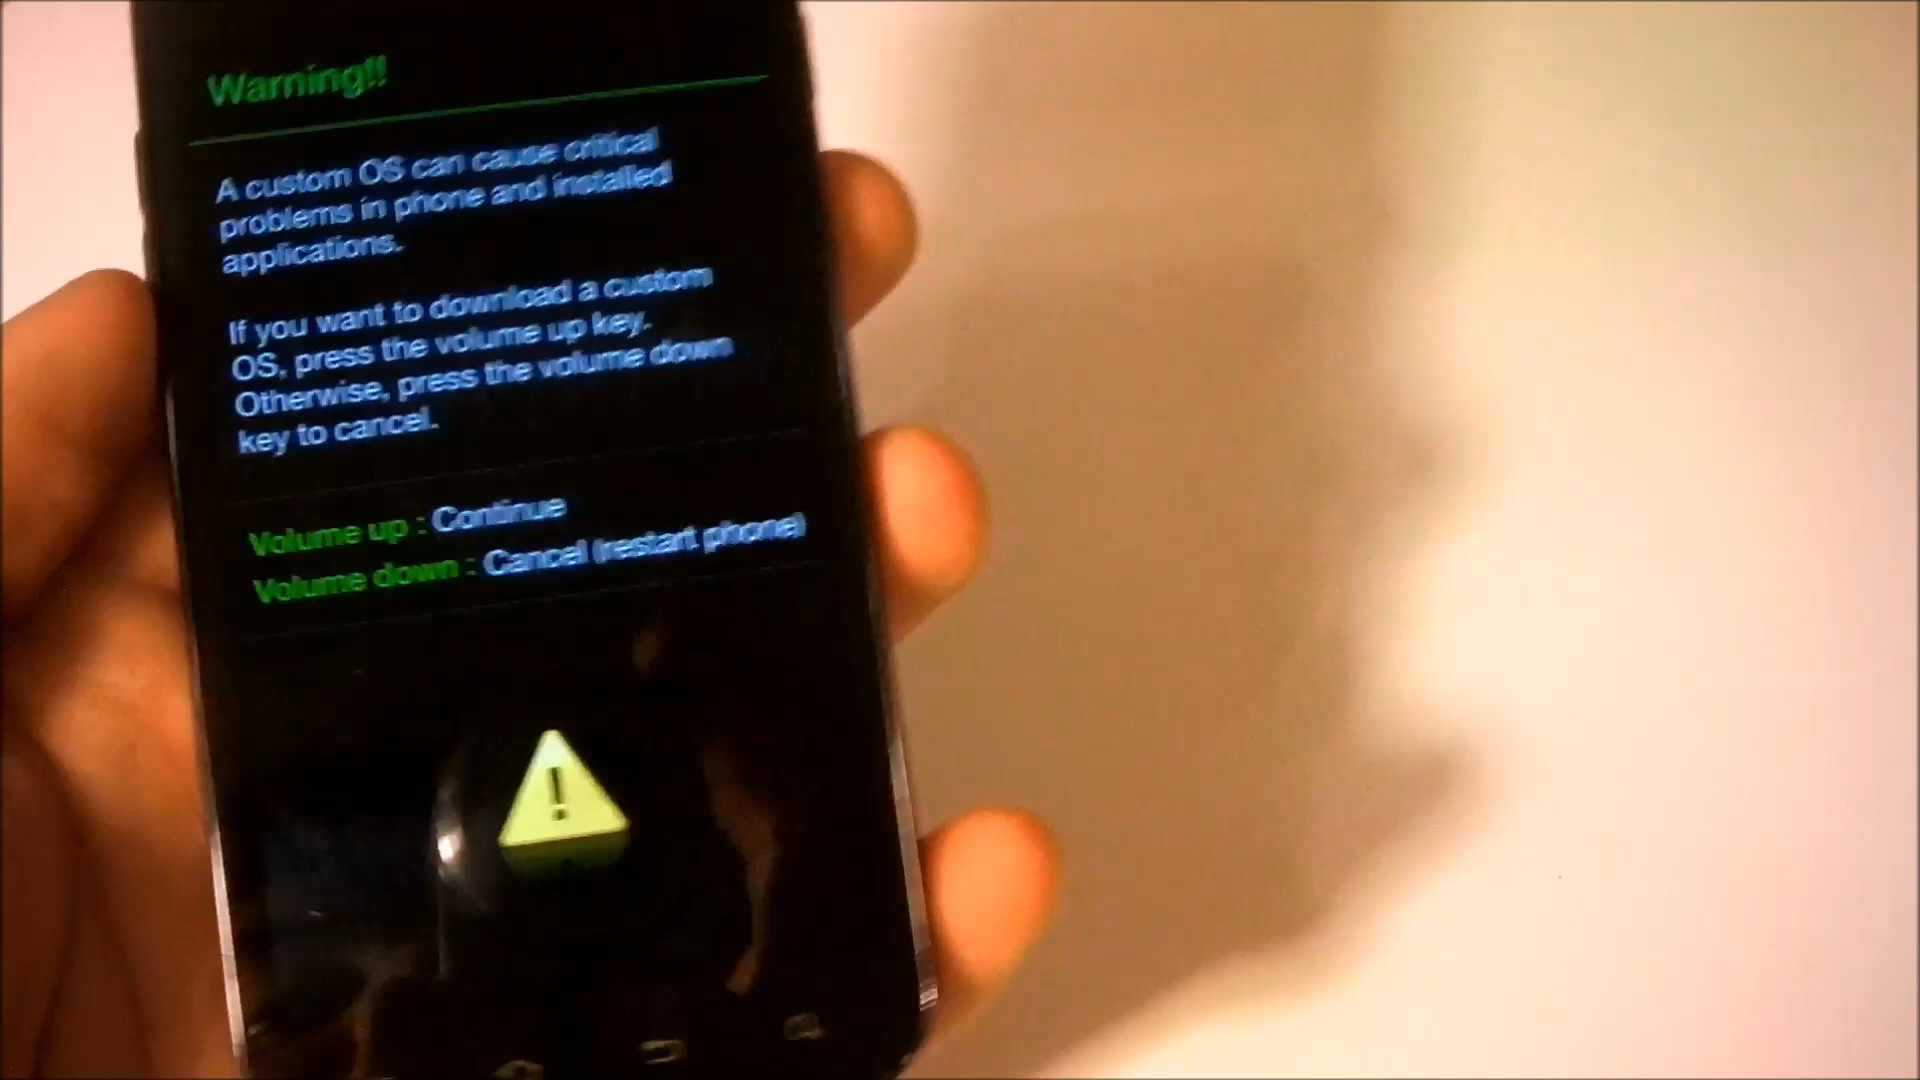 Warning!!
A custom OS can cause critical
problems in phone and installed
applications.
If you want to download a custom
OS, press the volume up key.
Otherwise, press the volume down
key to cancel.
Volume up : Continue
Volume down : Cancel (restart phone)